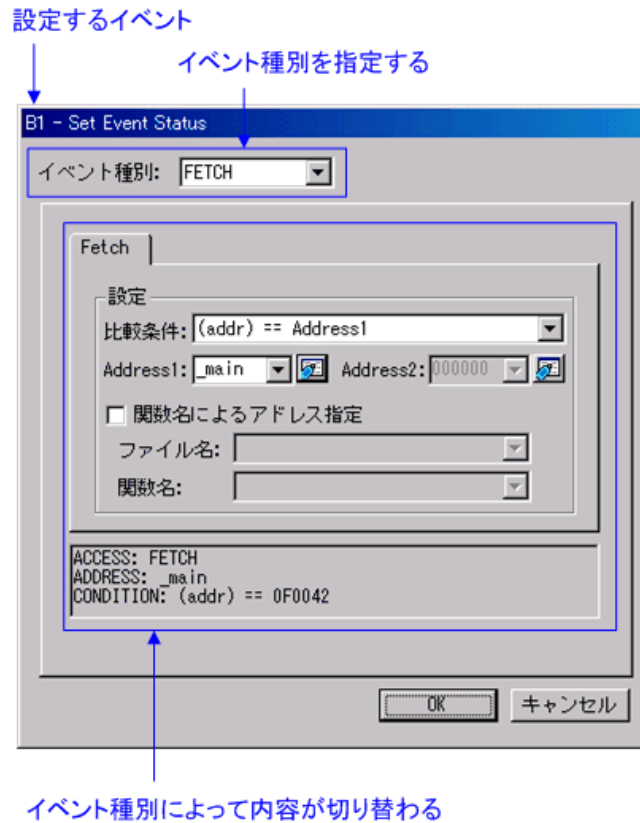 設定するイベント
イベント種別を指定する
B1 - Set Event Status
イベント種別: FETCH
Fetch
設定
比較条件: (addr) == Address1
Address1: _main Address2: 000000
関数名によるアドレス指定
ファイル名:
関数名:
ACCESS: FETCH
ADDRESS: _main
CONDITION: (addr) == 0F0042
OK キャンセル
イベント種別によって内容が切り替わる